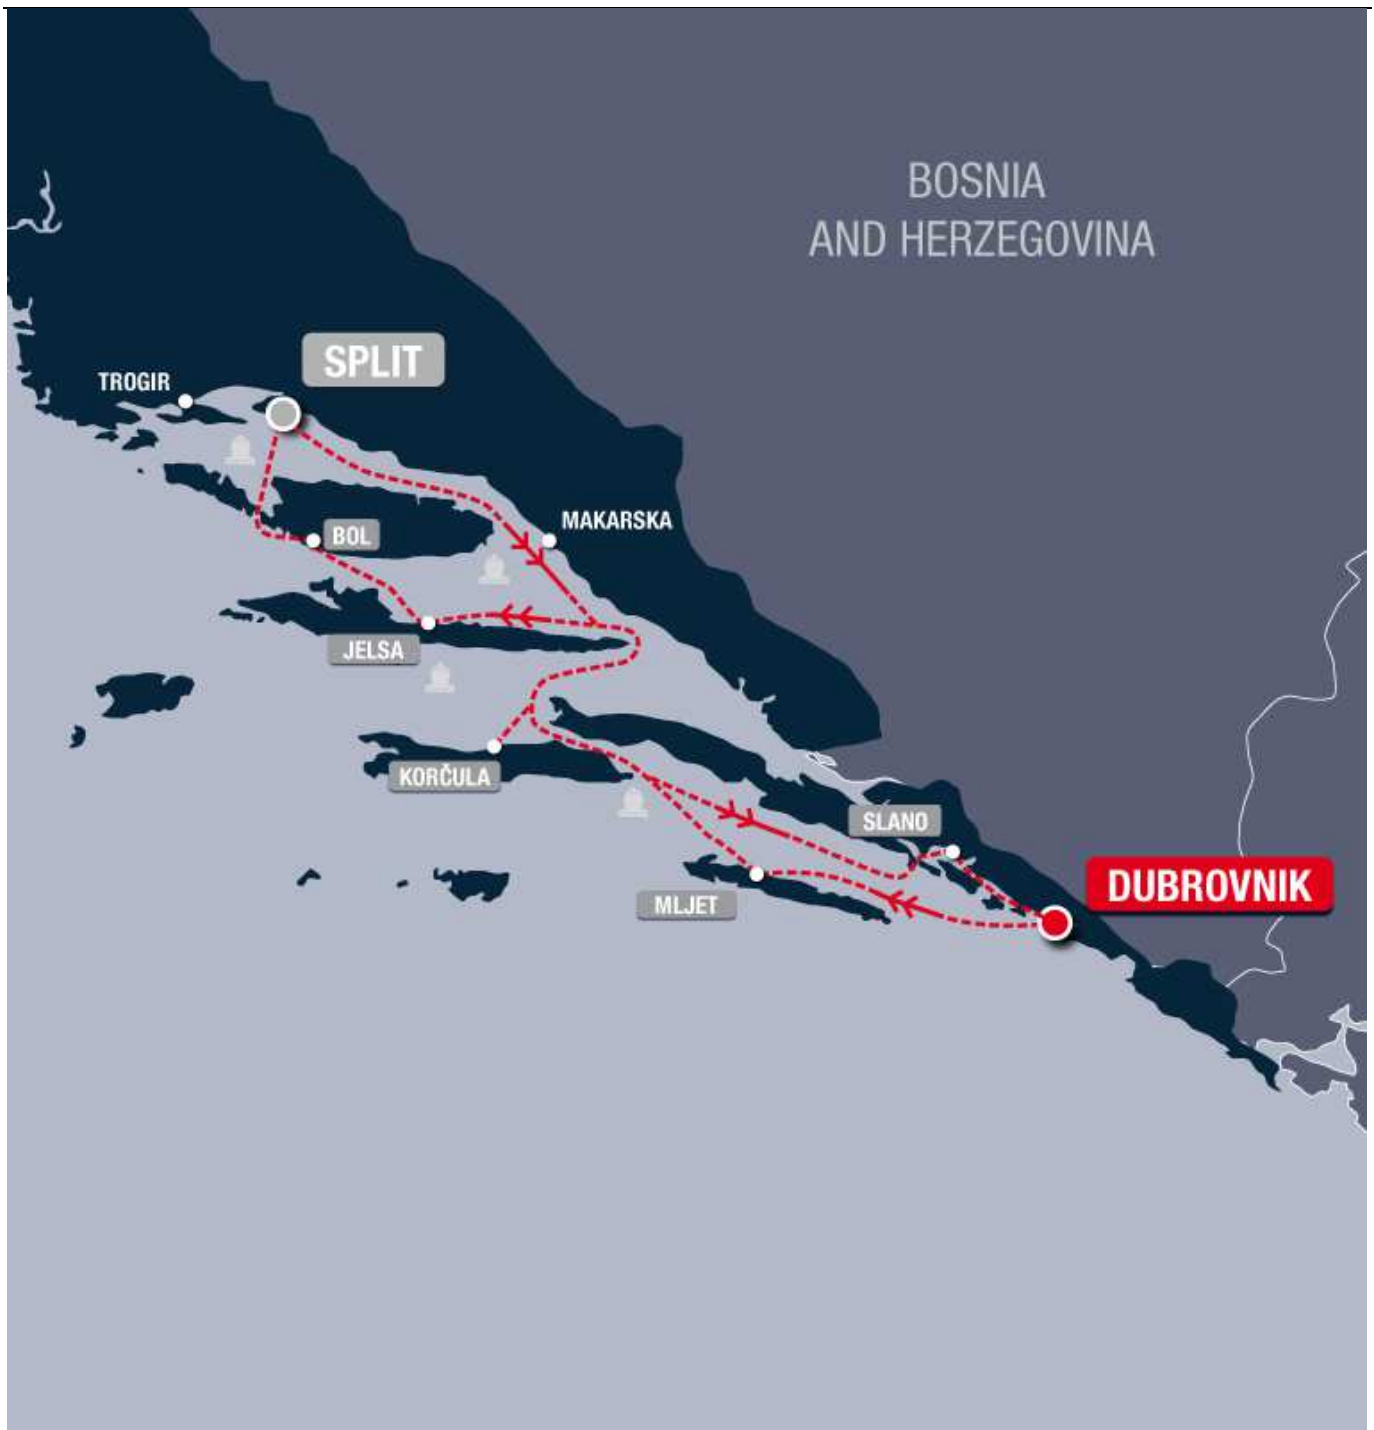 BOSNIA
AND HERZEGOVINA
SPLIT
TROGIR
MAKARSKA
BOL
JELSA
KORČULA
SLANO
DUBROVNIK
MLJET